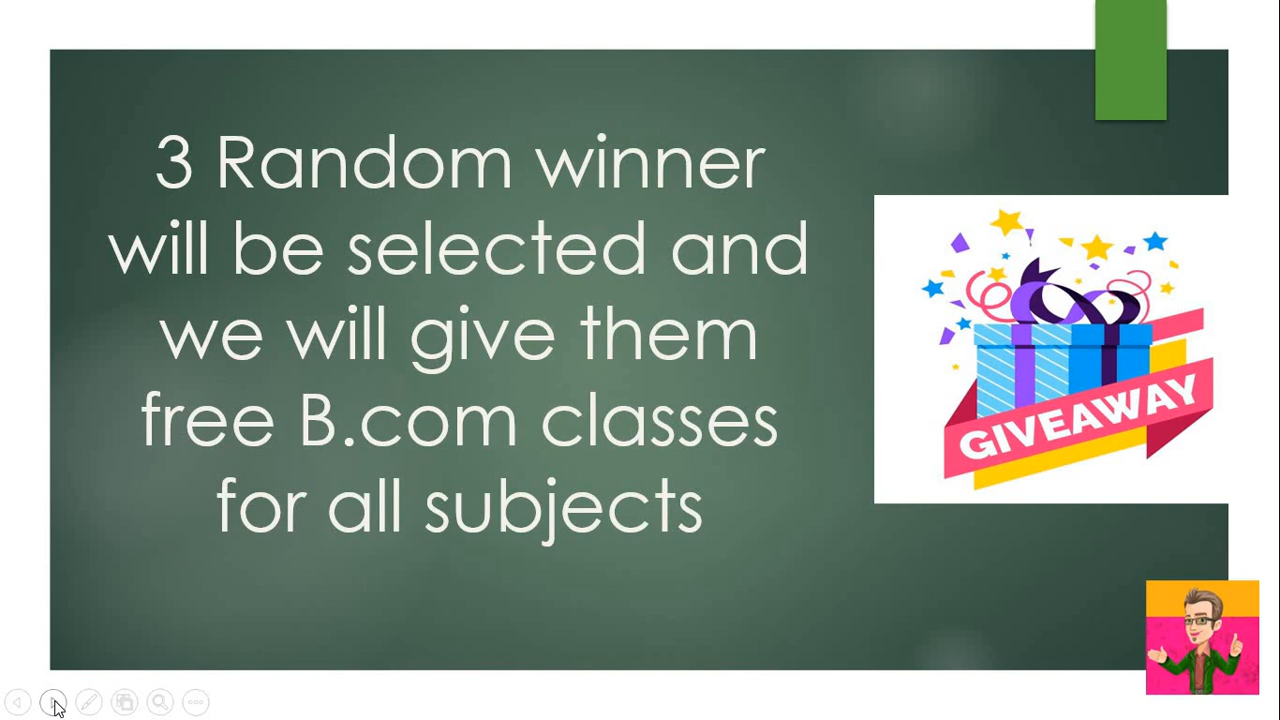 3 Random winner
will be selected and
we will give them
free B.com classes
for all subjects
GIVEAWAY